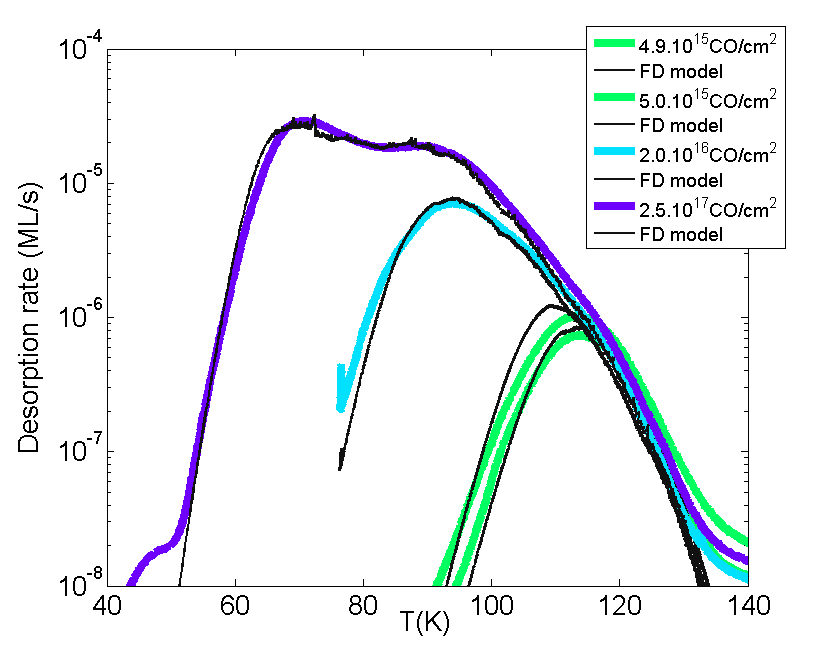 10⁻⁴
10⁻⁵
10⁻⁶
10⁻⁷
10⁻⁸
Desorption rate (ML/s)
40 60 80 100 120 140
T(K)
4.9.10¹⁵CO/cm²
FD model
5.0.10¹⁵CO/cm²
FD model
2.0.10¹⁶CO/cm²
FD model
2.5.10¹⁷CO/cm²
FD model